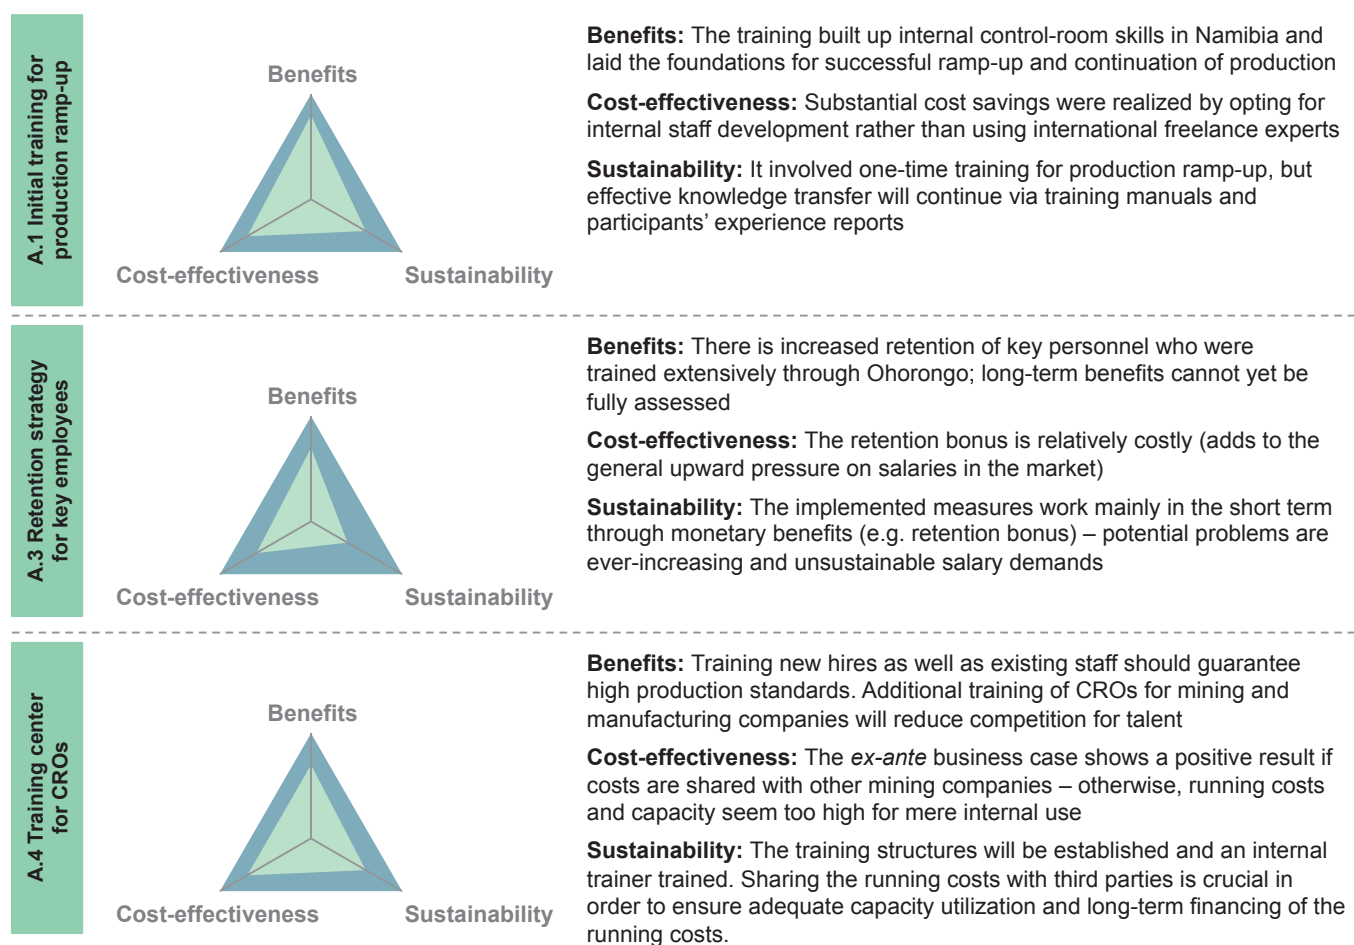 A.1 Initial training for
production ramp-up
Benefits
Cost-effectiveness
Sustainability
Benefits: The training built up internal control-room skills in Namibia and
laid the foundations for successful ramp-up and continuation of production
Cost-effectiveness: Substantial cost savings were realized by opting for
internal staff development rather than using international freelance experts
Sustainability: It involved one-time training for production ramp-up, but
effective knowledge transfer will continue via training manuals and
participants’ experience reports
A.3 Retention strategy
for key employees
Benefits
Cost-effectiveness
Sustainability
Benefits: There is increased retention of key personnel who were
trained extensively through Ohorongo; long-term benefits cannot yet be
fully assessed
Cost-effectiveness: The retention bonus is relatively costly (adds to the
general upward pressure on salaries in the market)
Sustainability: The implemented measures work mainly in the short term
through monetary benefits (e.g. retention bonus) – potential problems are
ever-increasing and unsustainable salary demands
A.4 Training center
for CROs
Benefits
Cost-effectiveness
Sustainability
Benefits: Training new hires as well as existing staff should guarantee
high production standards. Additional training of CROs for mining and
manufacturing companies will reduce competition for talent
Cost-effectiveness: The ex-ante business case shows a positive result if
costs are shared with other mining companies – otherwise, running costs
and capacity seem too high for mere internal use
Sustainability: The training structures will be established and an internal
trainer trained. Sharing the running costs with third parties is crucial in
order to ensure adequate capacity utilization and long-term financing of the
running costs.